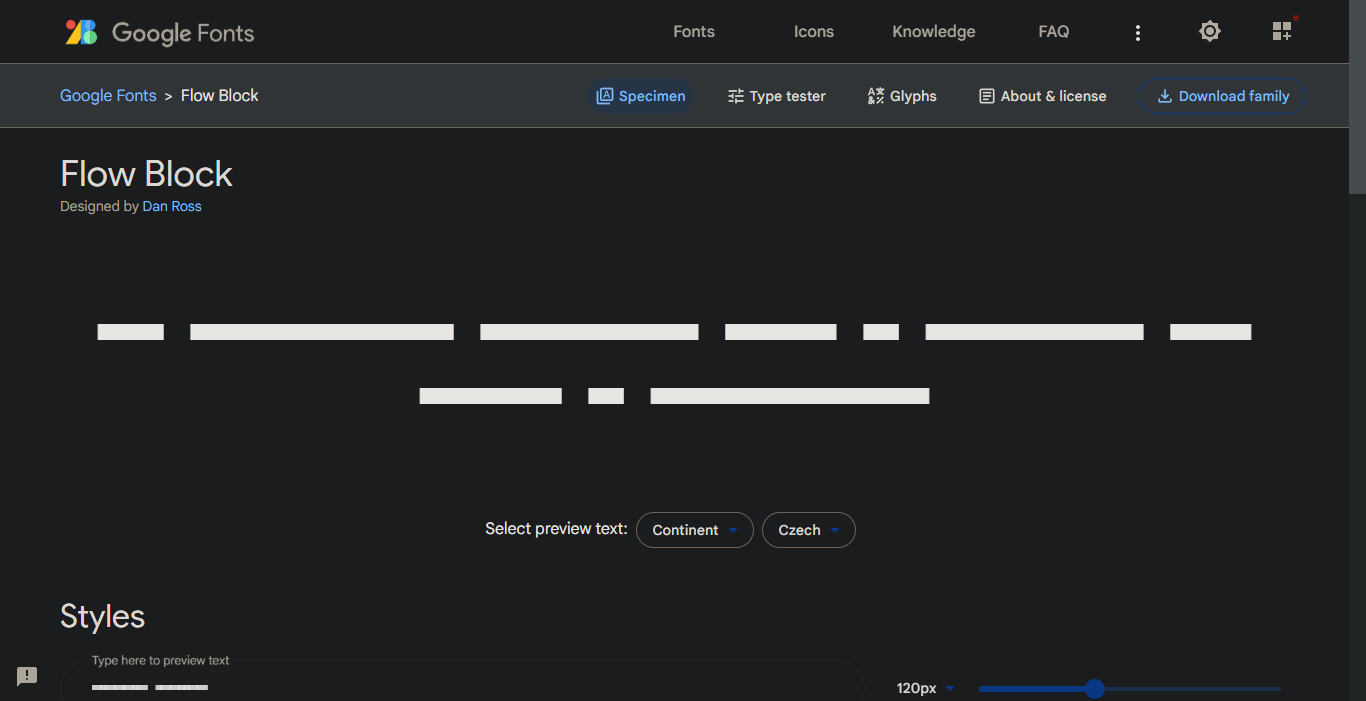 Google Fonts
Fonts
Icons
Knowledge
FAQ
Google Fonts > Flow Block
Specimen
Type tester
Glyphs
About & license
Download family
Flow Block
Designed by Dan Ross
Select preview text:
Continent
Czech
Styles
Type here to preview text
120px